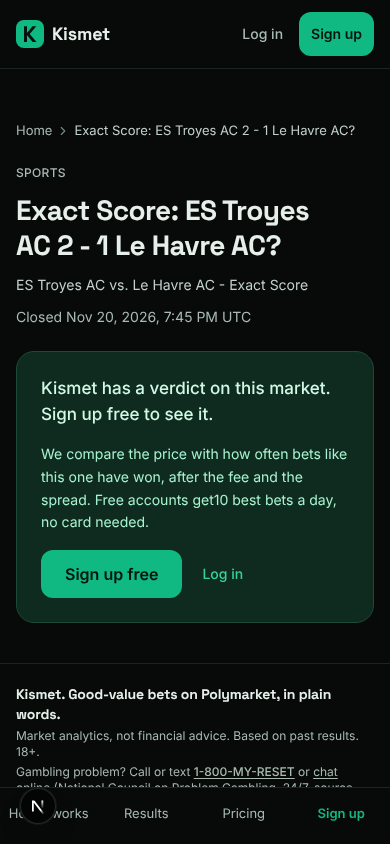 Kismet
Log in
Sign up
Home > Exact Score: ES Troyes AC 2 - 1 Le Havre AC?
SPORTS
Exact Score: ES Troyes
AC 2 - 1 Le Havre AC?
ES Troyes AC vs. Le Havre AC - Exact Score
Closed Nov 20, 2026, 7:45 PM UTC
Kismet has a verdict on this market.
Sign up free to see it.
We compare the price with how often bets like
this one have won, after the fee and the
spread. Free accounts get10 best bets a day,
no card needed.
Sign up free
Log in
Kismet. Good-value bets on Polymarket, in plain
words.
Market analytics, not financial advice. Based on past results.
18+.
Gambling problem? Call or text 1-800-MY-RESET or chat
online (National Council on Problem Gambling, 24/7, source
works
Results
Pricing
Sign up